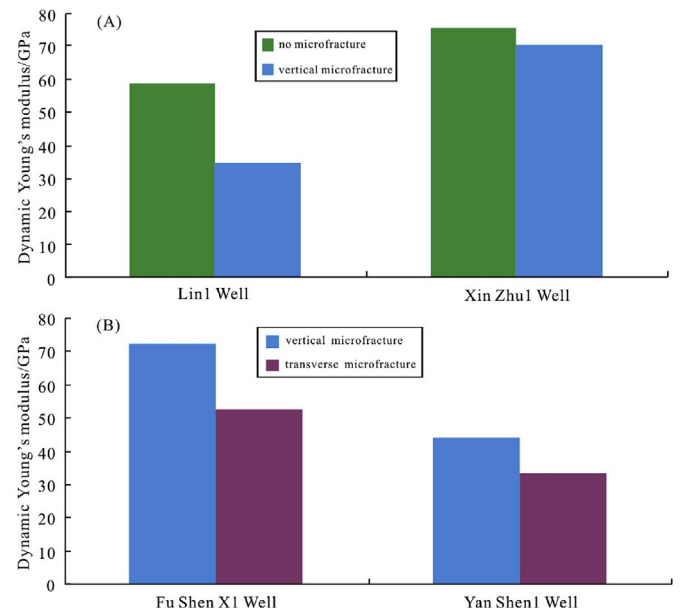 (A)
no microfracture
vertical microfracture
Dynamic Young's modulus/GPa
80
70
60
50
40
30
20
10
0
Lin1 Well Xin Zhu1 Well
(B)
vertical microfracture
transverse microfracture
Dynamic Young's modulus/GPa
80
70
60
50
40
30
20
10
0
Fu Shen X1 Well Yan Shen1 Well